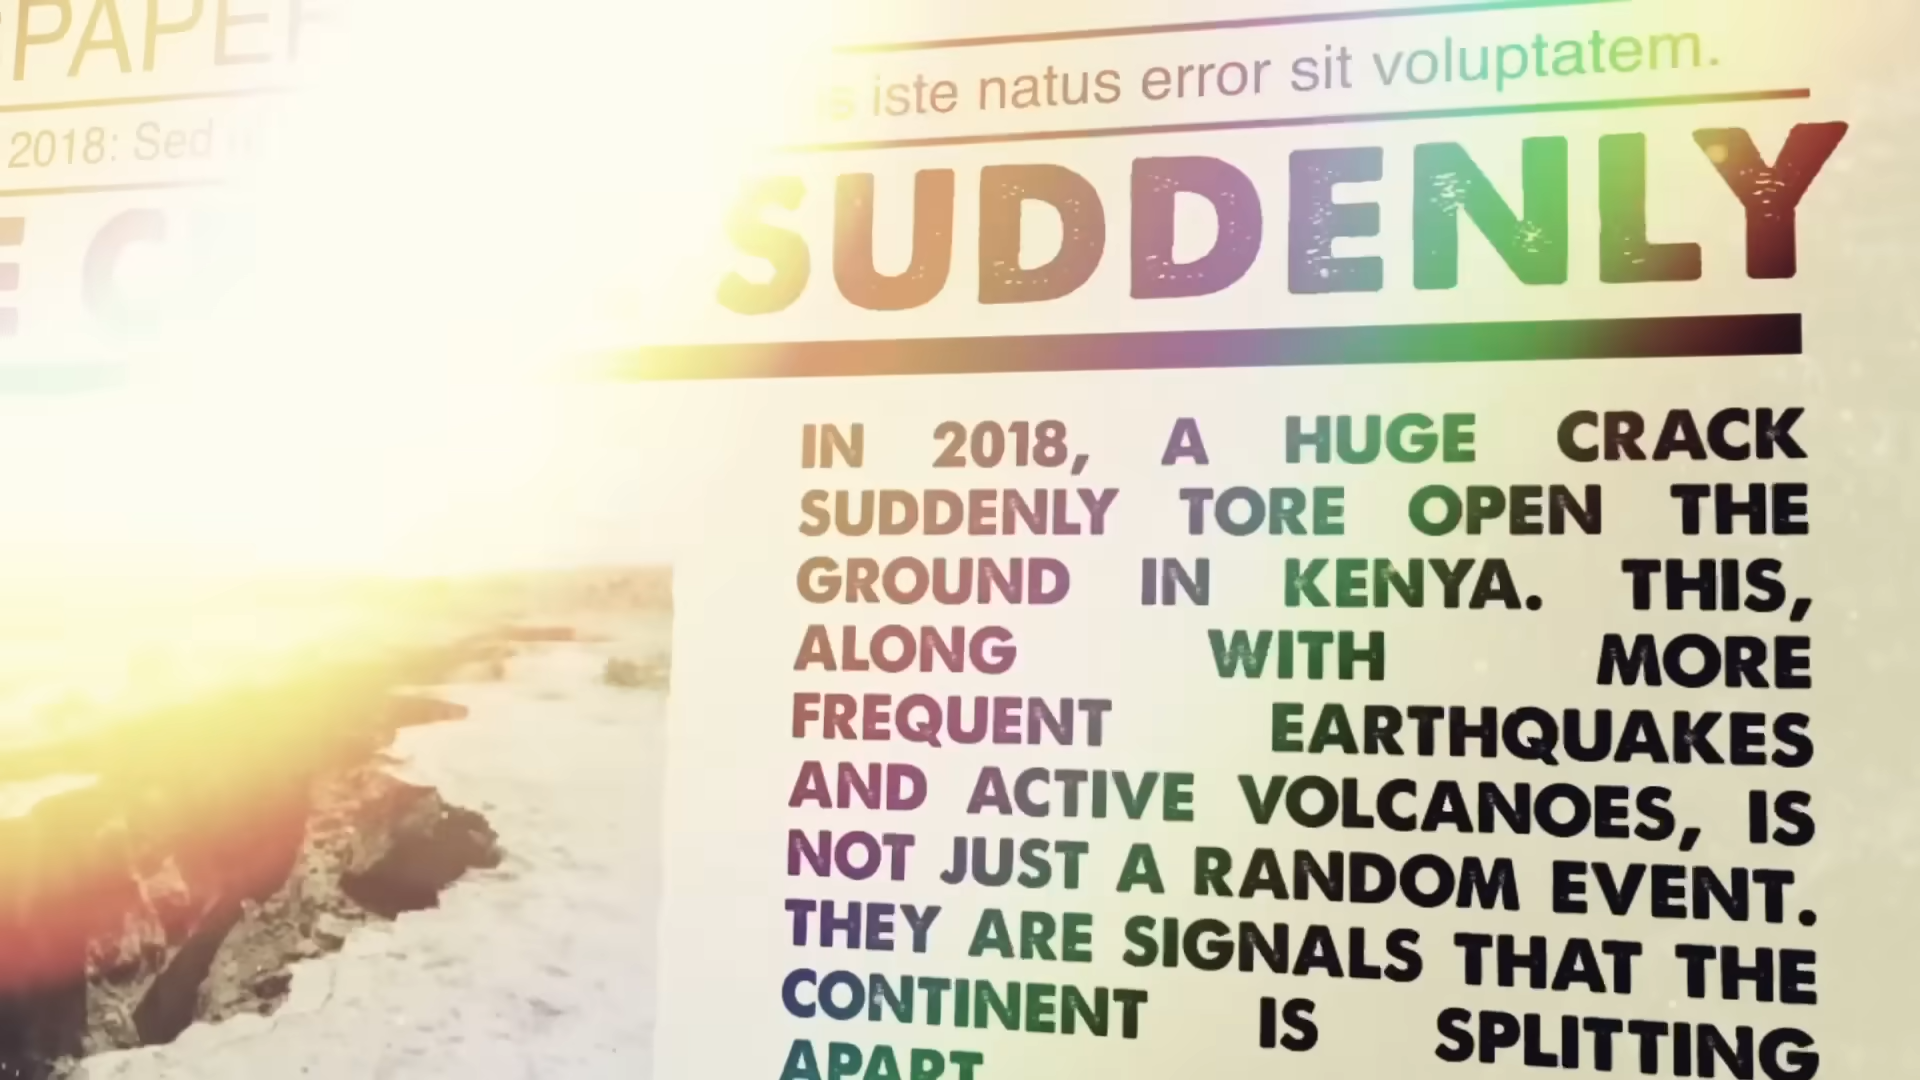 PAPER
2018: Sed
iste natus error sit voluptatem.
SUDDENLY
IN 2018, A HUGE CRACK
SUDDENLY TORE OPEN THE
GROUND IN KENYA. THIS,
ALONG WITH MORE
FREQUENT EARTHQUAKES
AND ACTIVE VOLCANOES, IS
NOT JUST A RANDOM EVENT.
THEY ARE SIGNALS THAT THE
CONTINENT IS SPLITTING
APART